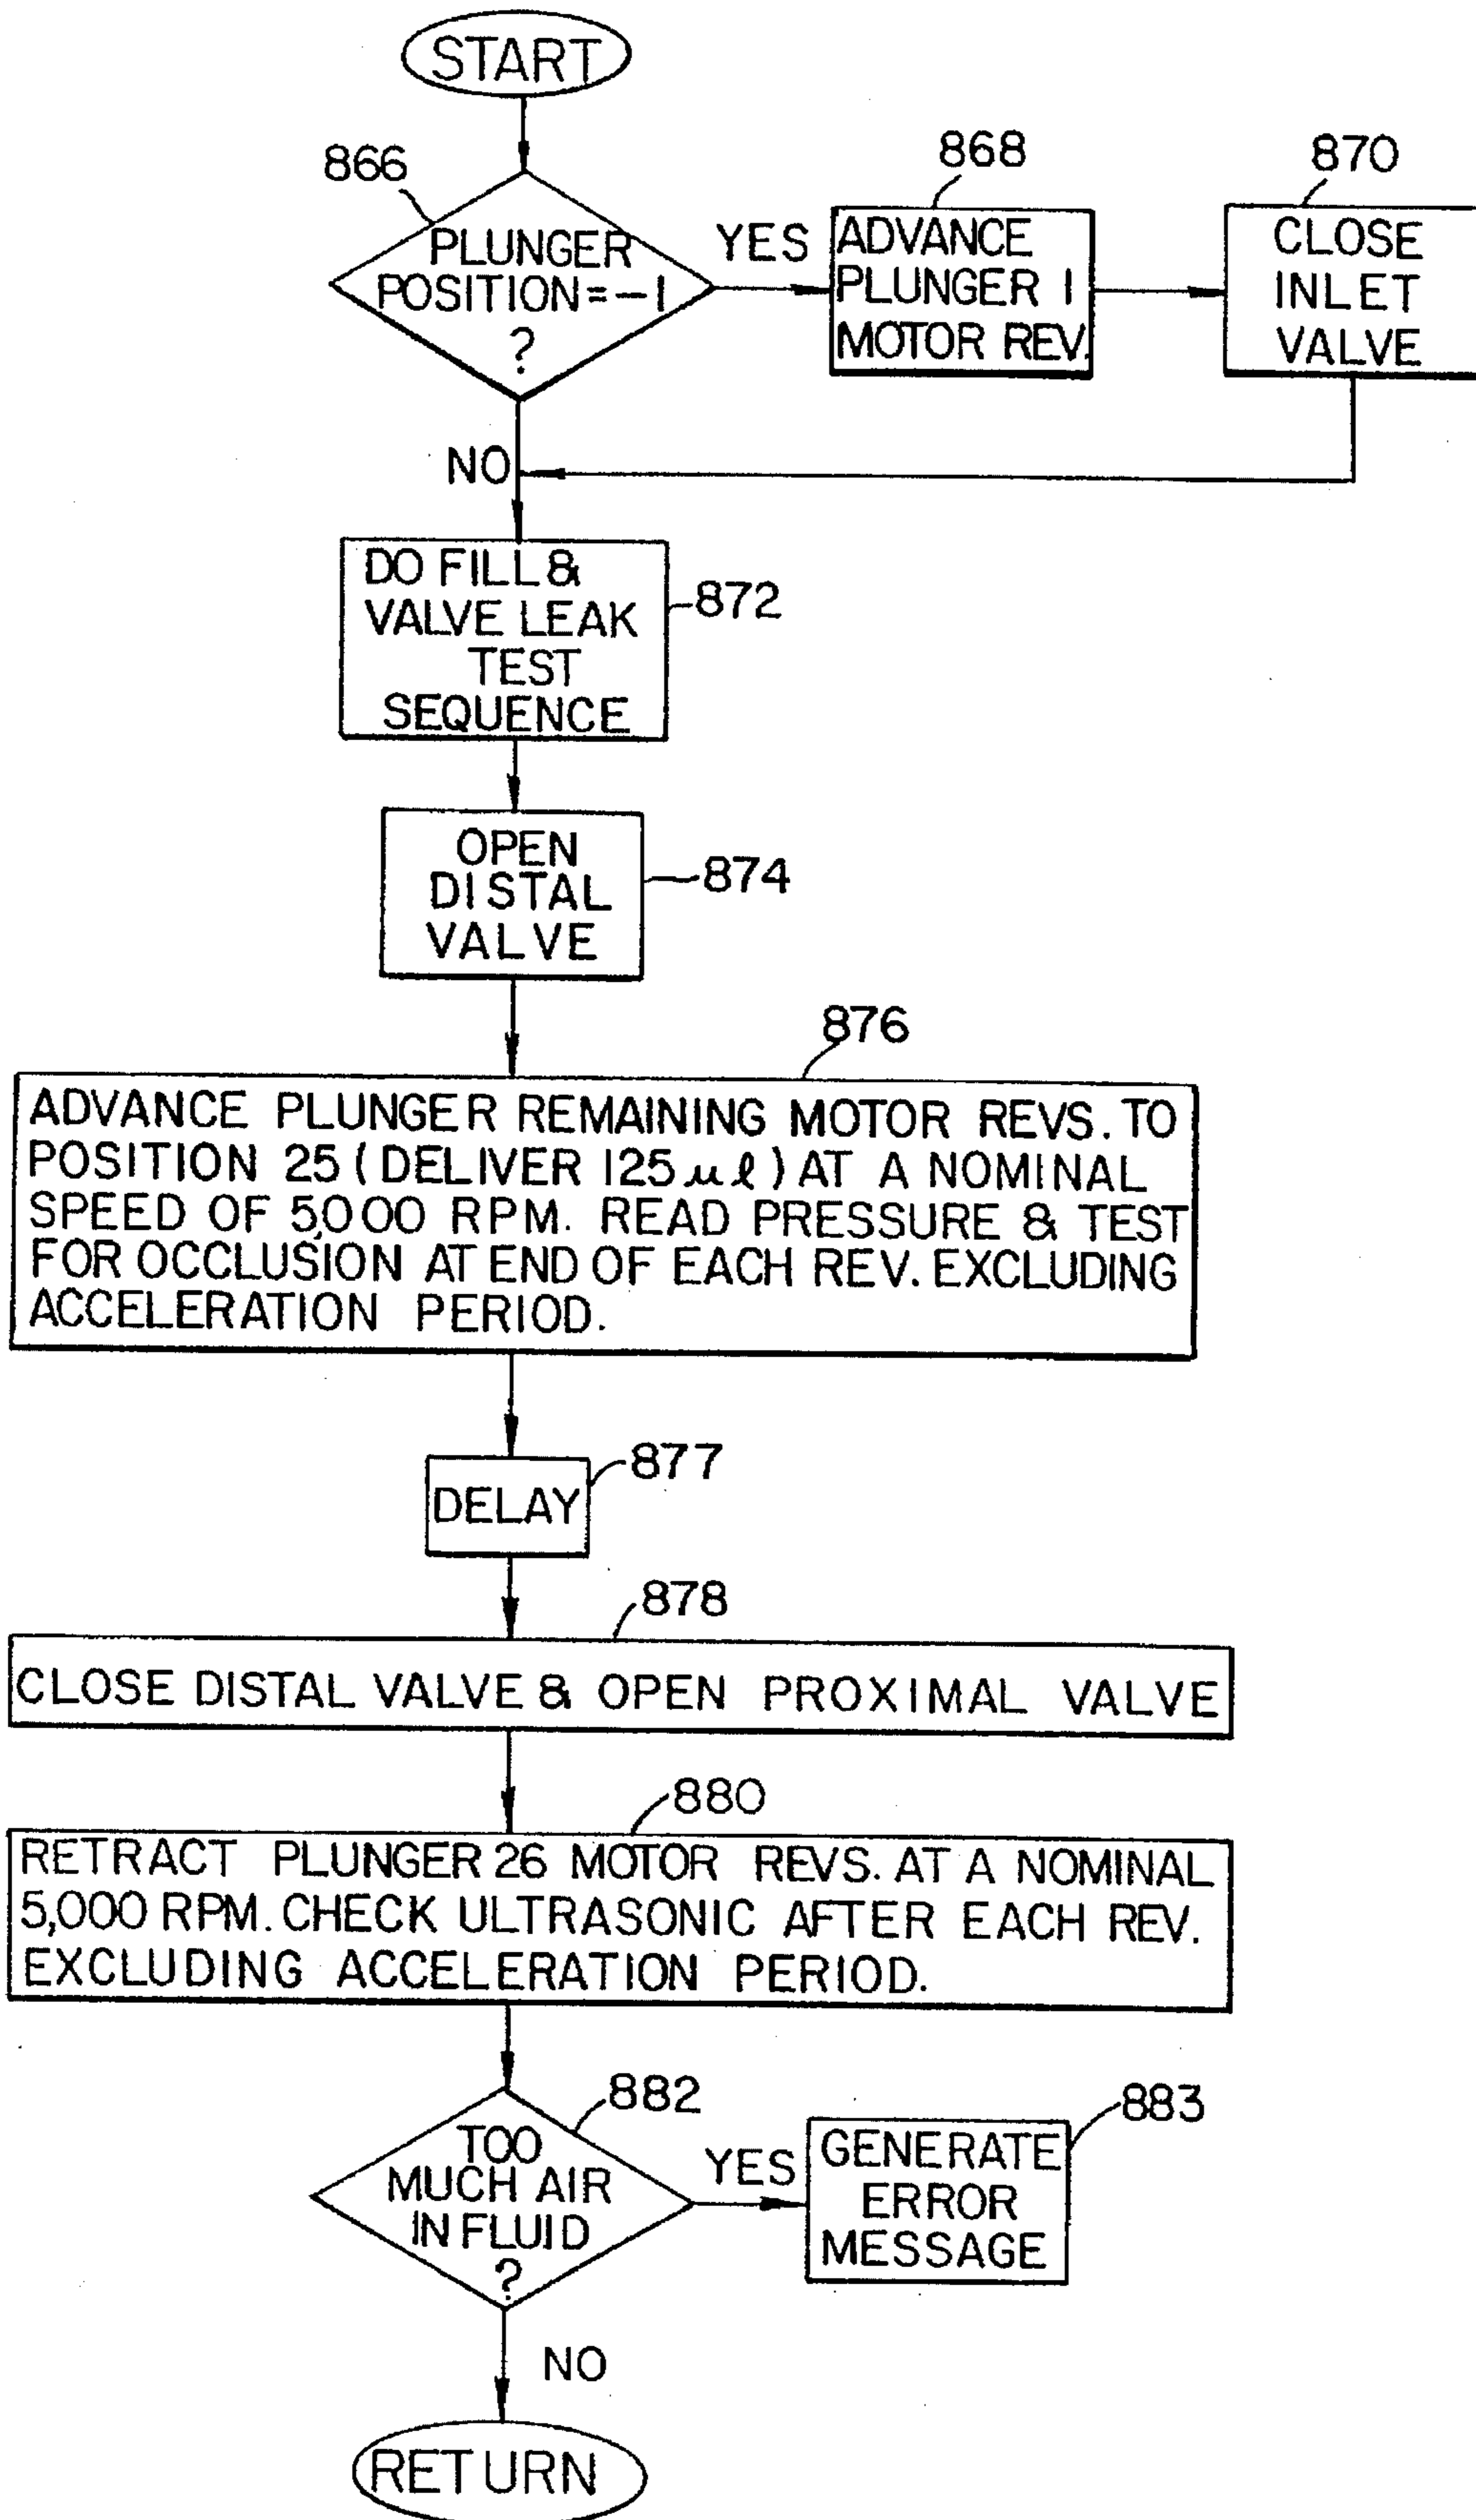 START
866
PLUNGER
POSITION=-1
?
YES
868
ADVANCE
PLUNGER 1
MOTOR REV.
870
CLOSE
INLET
VALVE
NO
DO FILL &
VALVE LEAK
TEST
SEQUENCE
872
OPEN
DISTAL
VALVE
874
876
ADVANCE PLUNGER REMAINING MOTOR REVS. TO
POSITION 25 (DELIVER 125 μl) AT A NOMINAL
SPEED OF 5,000 RPM. READ PRESSURE & TEST
FOR OCCLUSION AT END OF EACH REV. EXCLUDING
ACCELERATION PERIOD.
877
DELAY
878
CLOSE DISTAL VALVE & OPEN PROXIMAL VALVE
880
RETRACT PLUNGER 26 MOTOR REVS. AT A NOMINAL
5,000 RPM. CHECK ULTRASONIC AFTER EACH REV.
EXCLUDING ACCELERATION PERIOD.
882
TOO
MUCH AIR
IN FLUID
?
YES
883
GENERATE
ERROR
MESSAGE
NO
RETURN